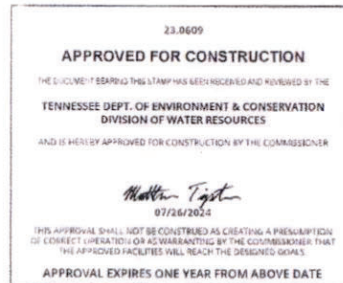 23.0609
APPROVED FOR CONSTRUCTION
THE DOCUMENT BEARING THIS STAMP HAS BEEN RECEIVED AND REVIEWED BY THE
TENNESSEE DEPT. OF ENVIRONMENT & CONSERVATION
DIVISION OF WATER RESOURCES
AND IS HEREBY APPROVED FOR CONSTRUCTION BY THE COMMISSIONER
07/26/2024
THIS APPROVAL SHALL NOT BE CONSTRUED AS CREATING A PRESUMPTION
OF CORRECT OPERATION OR AS WARRANTING BY THE COMMISSIONER THAT
THE APPROVED FACILITIES WILL REACH THE DESIGNED GOALS
APPROVAL EXPIRES ONE YEAR FROM ABOVE DATE